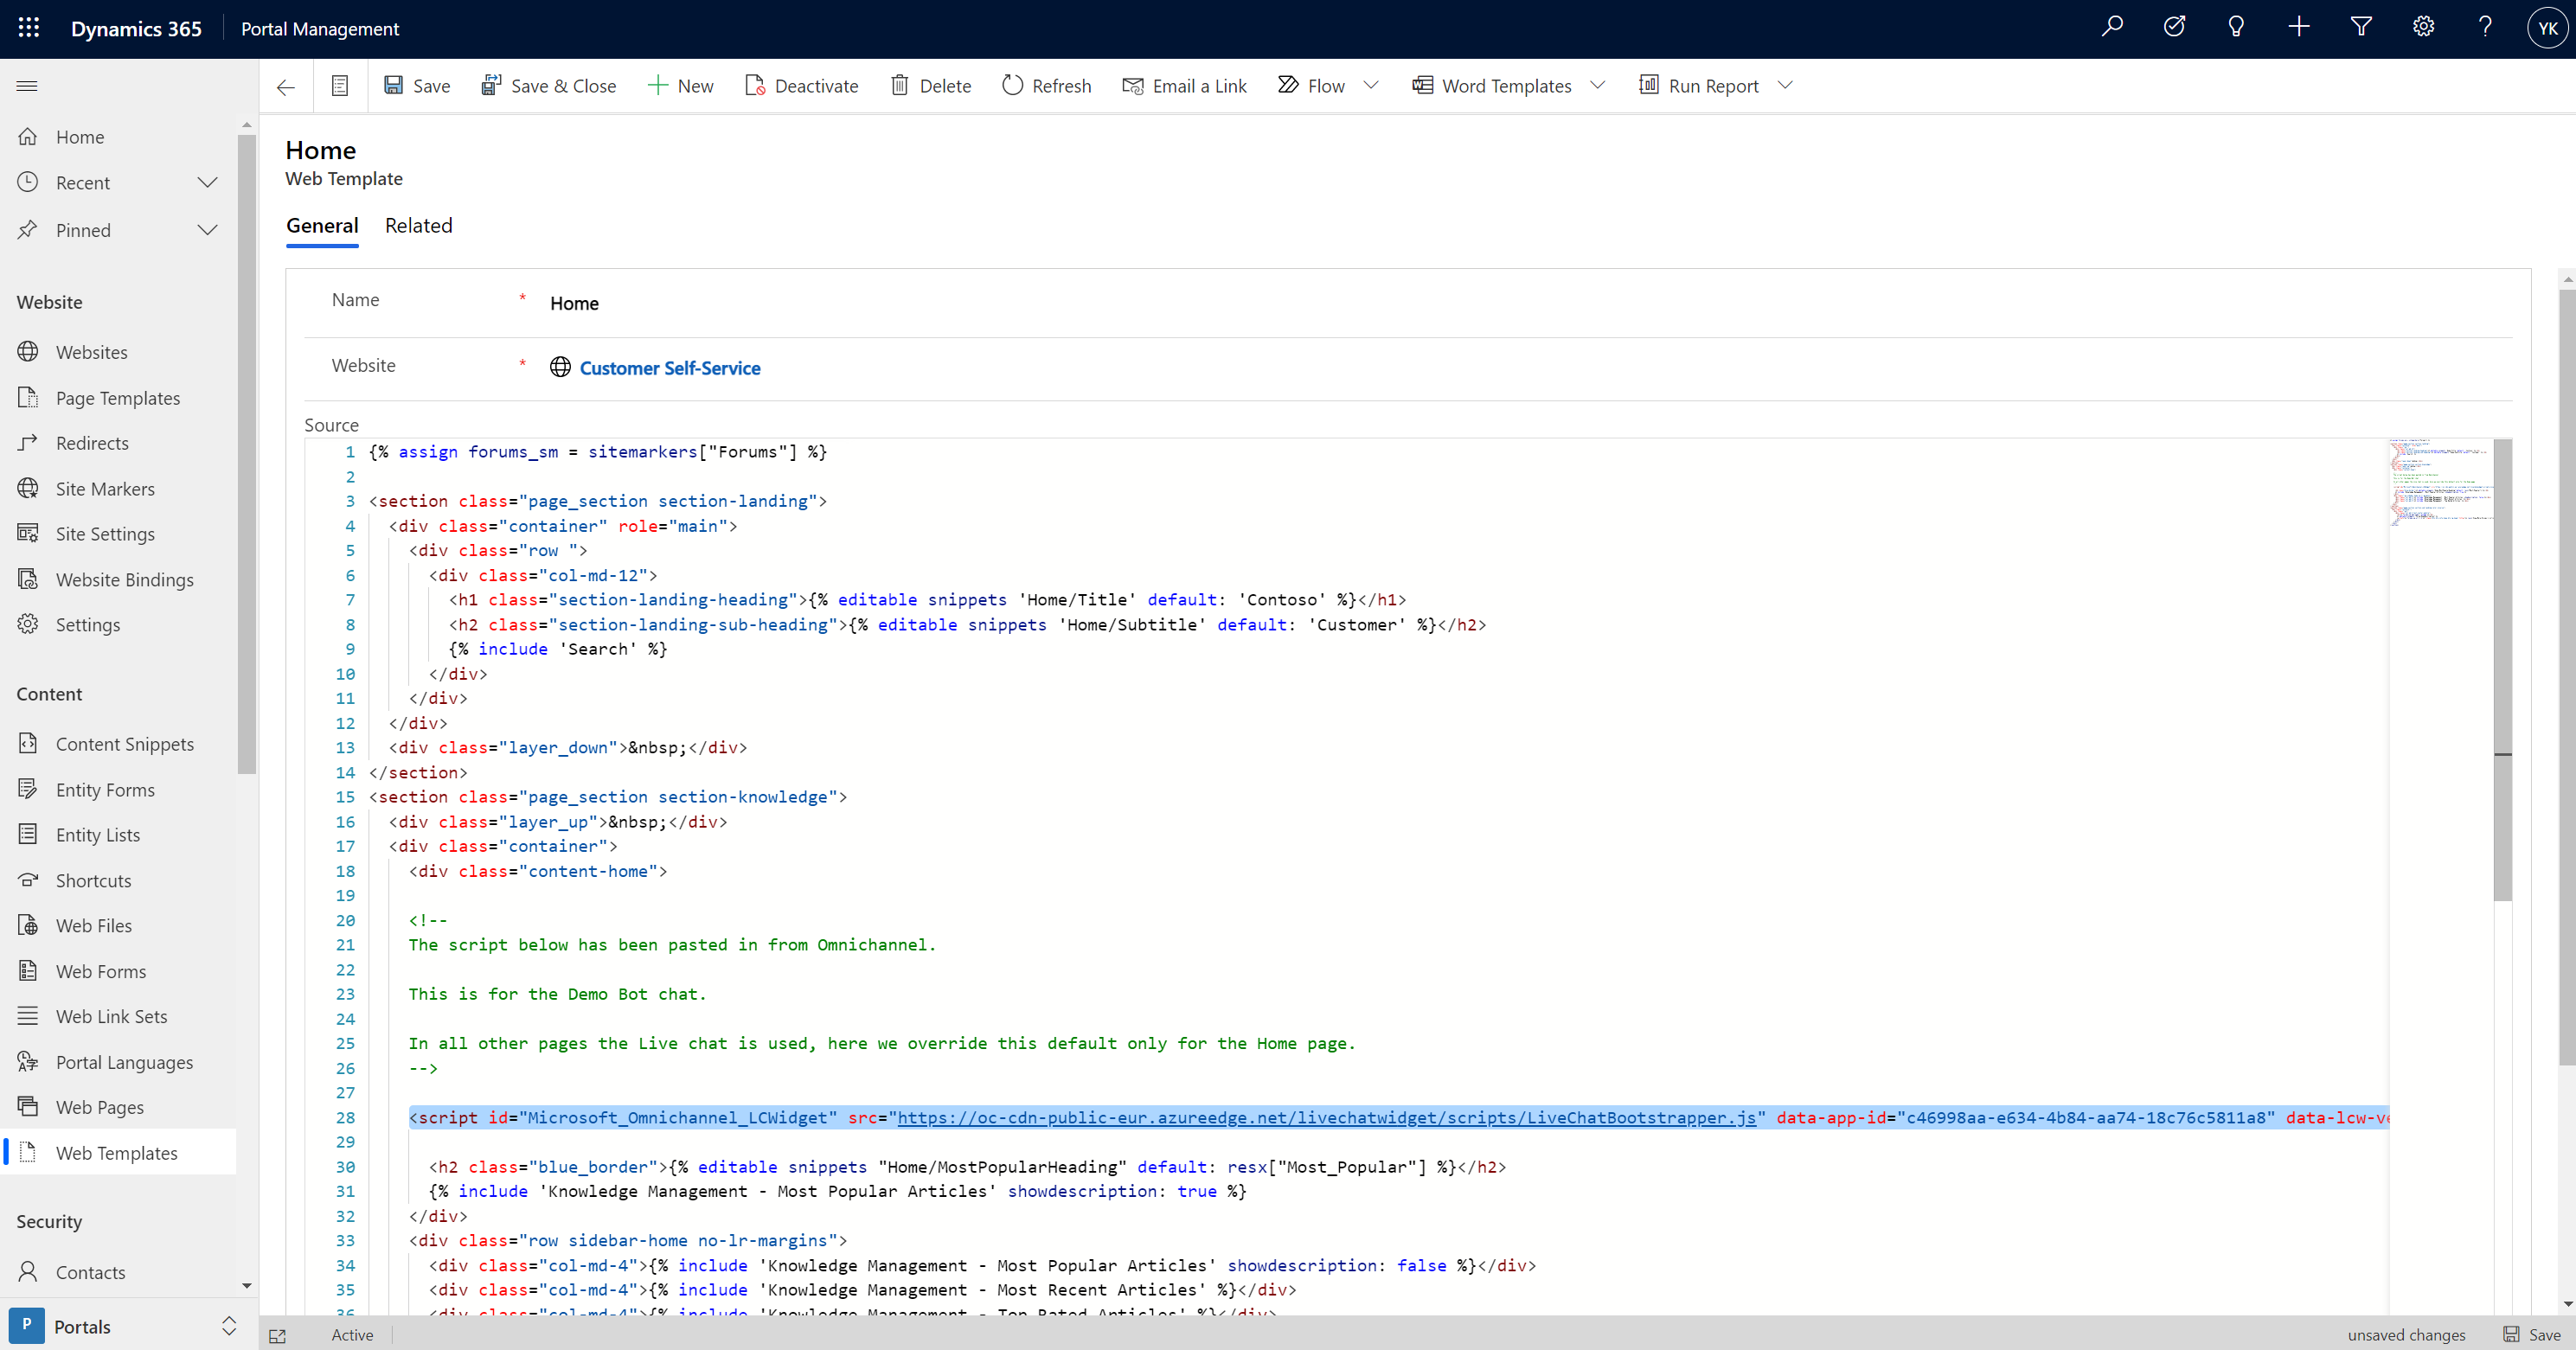 Dynamics 365 Portal Management YK
Save Save & Close New Deactivate Delete Refresh Email a Link Flow Word Templates Run Report
Home
Recent
Pinned
Website
Websites
Page Templates
Redirects
Site Markers
Site Settings
Website Bindings
Settings
Content
Content Snippets
Entity Forms
Entity Lists
Shortcuts
Web Files
Web Forms
Web Link Sets
Portal Languages
Web Pages
Web Templates
Security
Contacts
P Portals
Home
Web Template
General Related
Name * Home
Website * Customer Self-Service
Source
1 {% assign forums_sm = sitemarkers["Forums"] %}
2
3 <section class="page_section section-landing">
4 <div class="container" role="main">
5 <div class="row ">
6 <div class="col-md-12">
7 <h1 class="section-landing-heading">{% editable snippets 'Home/Title' default: 'Contoso' %}</h1>
8 <h2 class="section-landing-sub-heading">{% editable snippets 'Home/Subtitle' default: 'Customer' %}</h2>
9 {% include 'Search' %}
10 </div>
11 </div>
12 </div>
13 <div class="layer_down">&nbsp;</div>
14 </section>
15 <section class="page_section section-knowledge">
16 <div class="layer_up">&nbsp;</div>
17 <div class="container">
18 <div class="content-home">
19
20 <!--
21 The script below has been pasted in from Omnichannel.
22
23 This is for the Demo Bot chat.
24
25 In all other pages the Live chat is used, here we override this default only for the Home page.
26 -->
27
28 <script id="Microsoft_Omnichannel_LCWidget" src="https://oc-cdn-public-eur.azureedge.net/livechatwidget/scripts/LiveChatBootstrapper.js" data-app-id="c46998aa-e634-4b84-aa74-18c76c5811a8" data-lcw-ve
29
30 <h2 class="blue_border">{% editable snippets "Home/MostPopularHeading" default: resx["Most_Popular"] %}</h2>
31 {% include 'Knowledge Management - Most Popular Articles' showdescription: true %}
32 </div>
33 <div class="row sidebar-home no-lr-margins">
34 <div class="col-md-4">{% include 'Knowledge Management - Most Popular Articles' showdescription: false %}</div>
35 <div class="col-md-4">{% include 'Knowledge Management - Most Recent Articles' %}</div>
36 <div class="col-md-4">{% include 'Knowledge Management - Top Rated Articles' %}</div>
Active unsaved changes Save